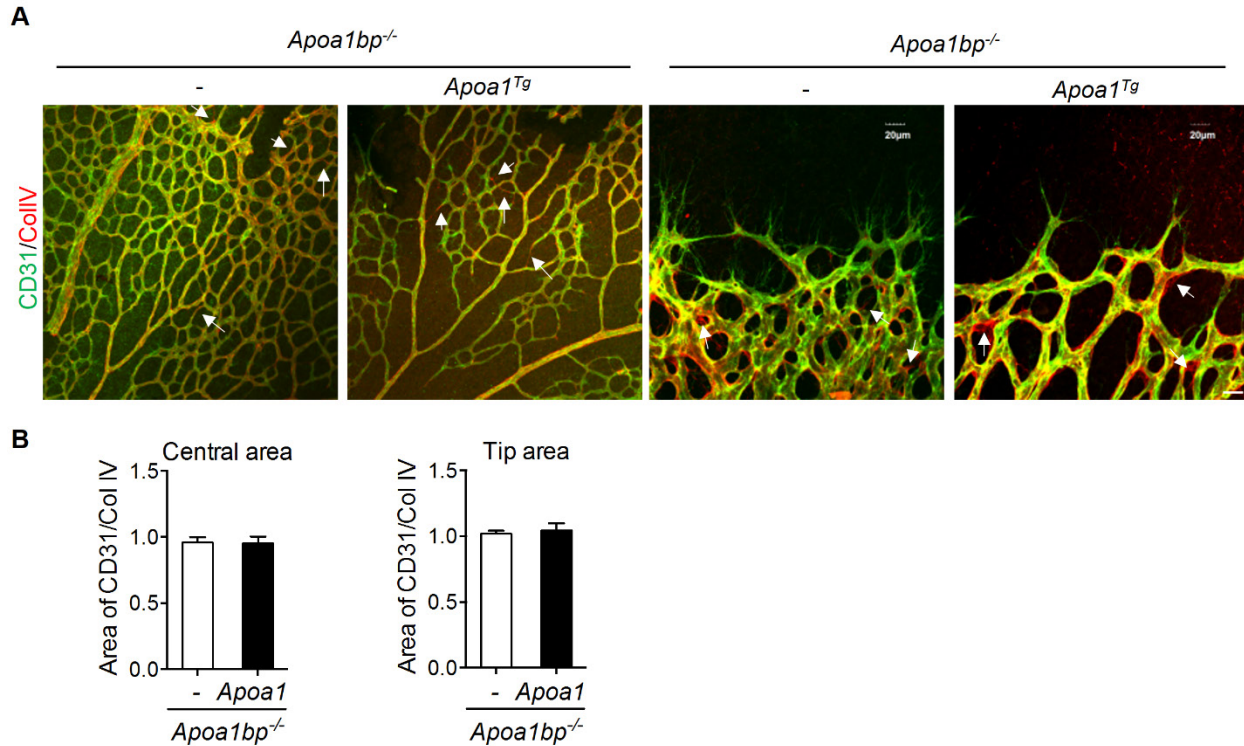 A
Apoa1bp-/- Apoa1bp-/-
- Apoa1Tg - Apoa1Tg
CD31/ColIV
20µm 20µm
B
Central area Tip area
Area of CD31/Col IV
1.5
1.0
0.5
0.0
- Apoa1
Apoa1bp-/-
Area of CD31/Col IV
1.5
1.0
0.5
0.0
- Apoa1
Apoa1bp-/-